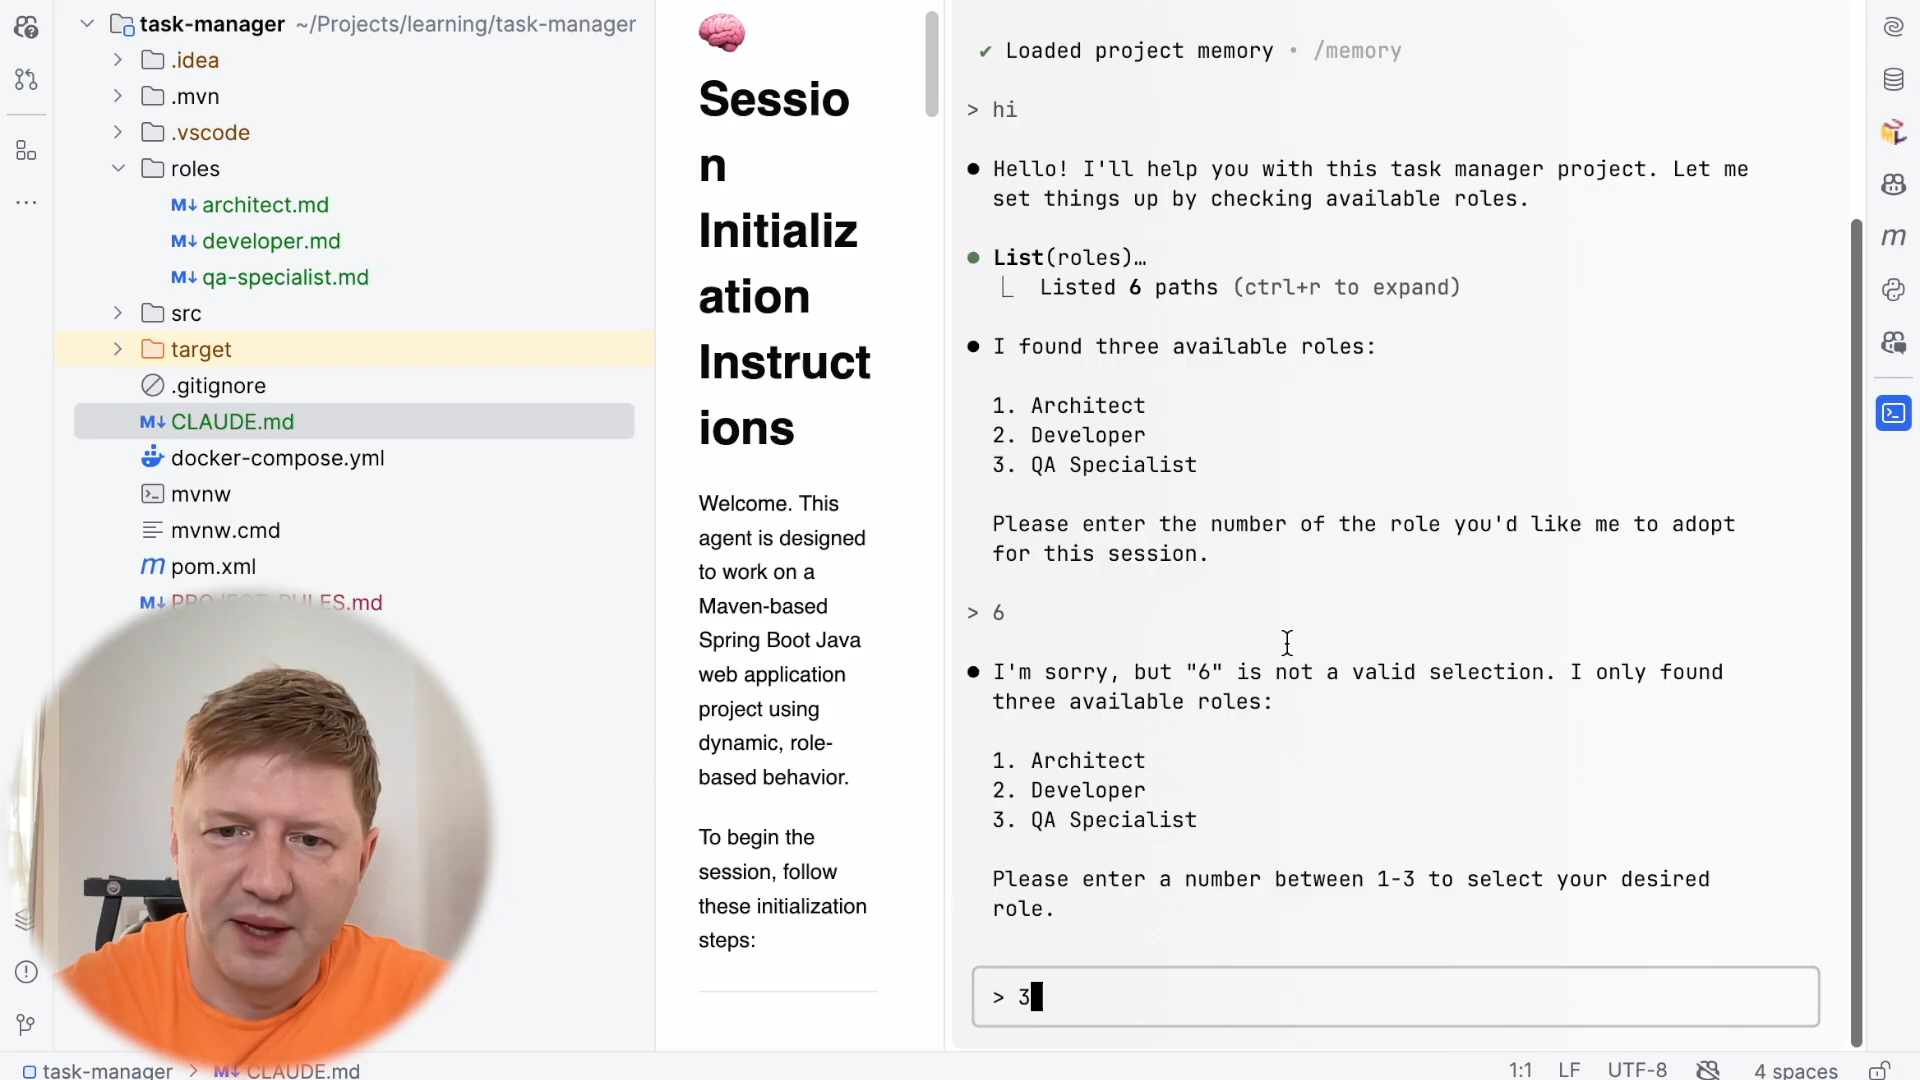 task-manager ~/Projects/learning/task-manager
.idea
.mvn
.vscode
roles
M↓ architect.md
M↓ developer.md
M↓ qa-specialist.md
src
target
.gitignore
M↓ CLAUDE.md
docker-compose.yml
mvnw
mvnw.cmd
m pom.xml
M↓ PROJECT_RULES.md
Sessio
n
Initializ
ation
Instruct
ions
Welcome. This
agent is designed
to work on a
Maven-based
Spring Boot Java
web application
project using
dynamic, role-
based behavior.
To begin the
session, follow
these initialization
steps:
✔ Loaded project memory • /memory
> hi
● Hello! I'll help you with this task manager project. Let me
set things up by checking available roles.
● List(roles)…
⎿ Listed 6 paths (ctrl+r to expand)
● I found three available roles:
1. Architect
2. Developer
3. QA Specialist
Please enter the number of the role you'd like me to adopt
for this session.
> 6
● I'm sorry, but "6" is not a valid selection. I only found
three available roles:
1. Architect
2. Developer
3. QA Specialist
Please enter a number between 1-3 to select your desired
role.
> 3
m
task-manager > M↓ CLAUDE.md
1:1 LF UTF-8 4 spaces